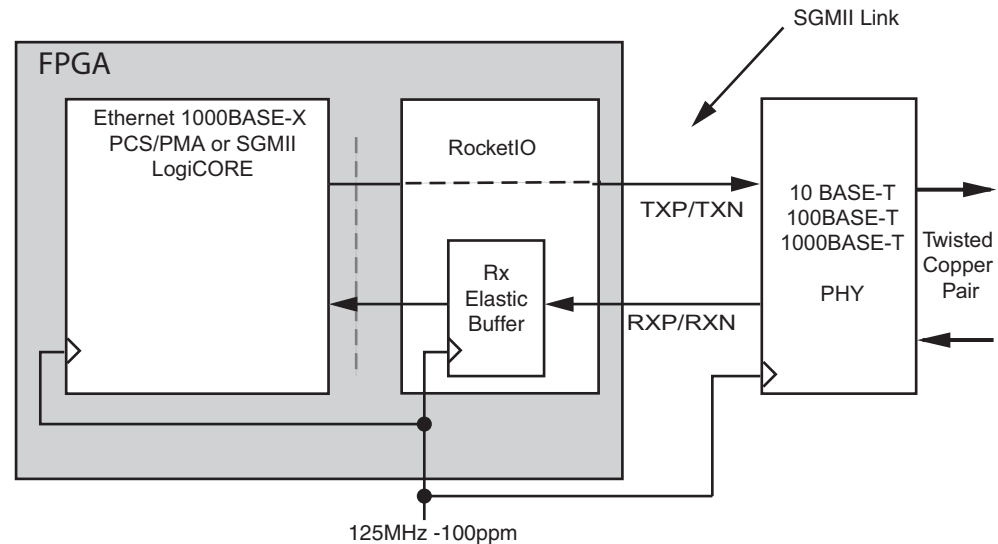 SGMII Link
FPGA
Ethernet 1000BASE-X
PCS/PMA or SGMII
LogiCORE
RocketIO
TXP/TXN
10 BASE-T
100BASE-T
1000BASE-T
PHY
Twisted
Copper
Pair
Rx
Elastic
Buffer
RXP/RXN
125MHz -100ppm